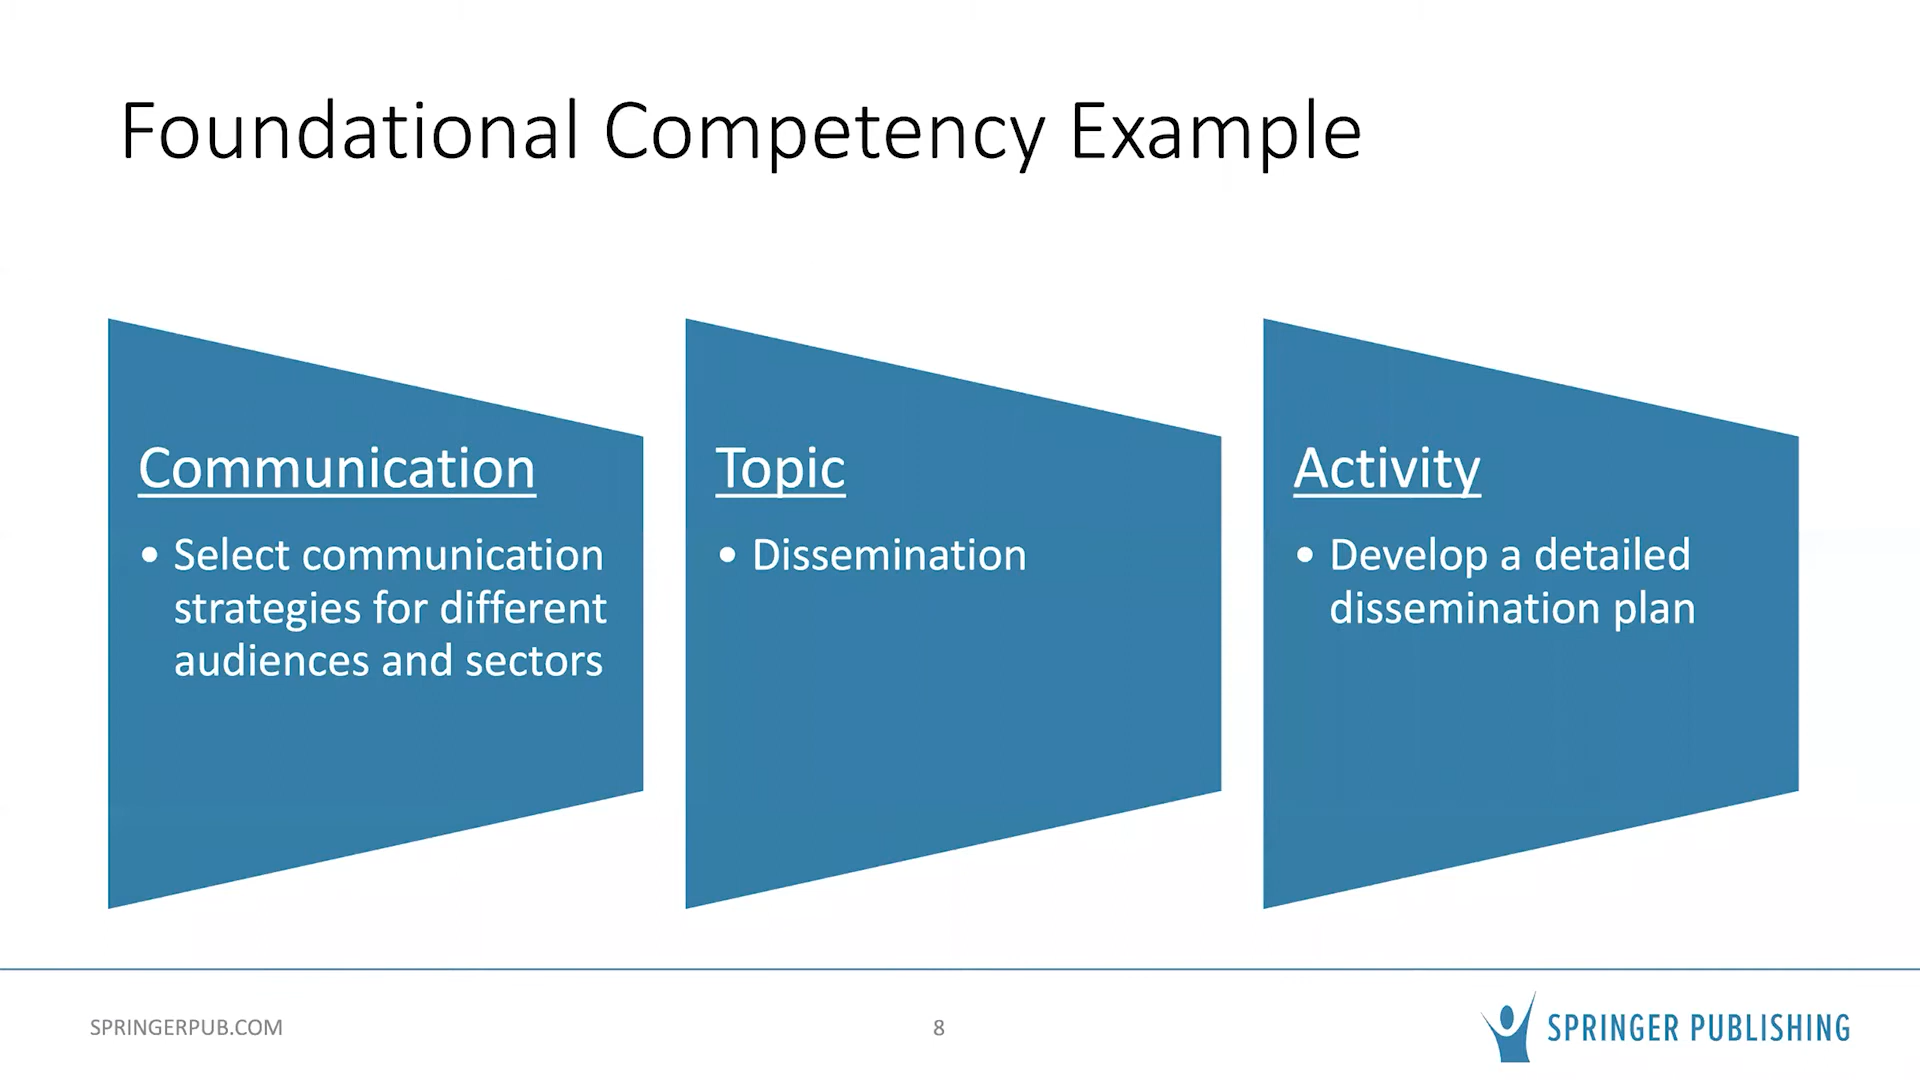 Foundational Competency Example
Communication
• Select communication
strategies for different
audiences and sectors
Topic
• Dissemination
Activity
• Develop a detailed
dissemination plan
SPRINGERPUB.COM
8
SPRINGER PUBLISHING